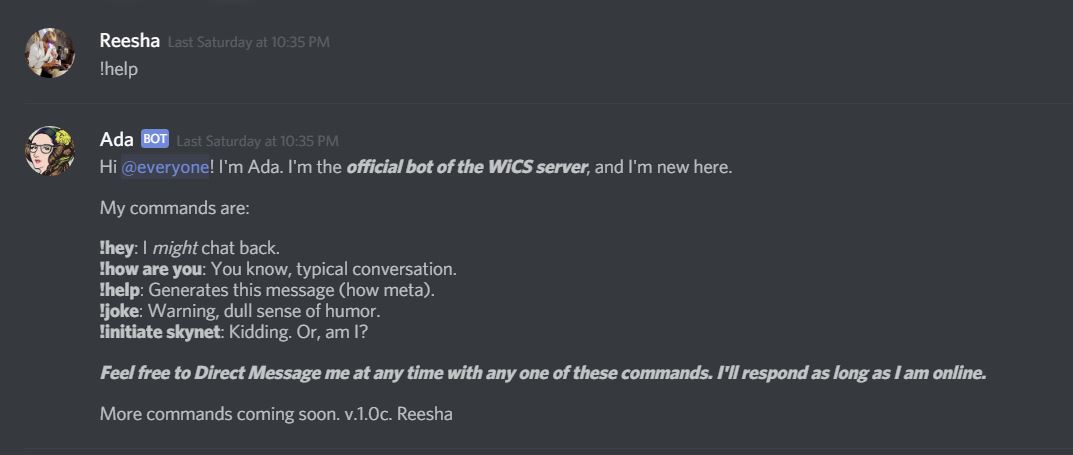 Reesha Last Saturday at 10:35 PM
!help
Ada BOT Last Saturday at 10:35 PM
Hi @everyone! I'm Ada. I'm the official bot of the WiCS server, and I'm new here.
My commands are:
!hey: I might chat back.
!how are you: You know, typical conversation.
!help: Generates this message (how meta).
!joke: Warning, dull sense of humor.
!initiate skynet: Kidding. Or, am I?
Feel free to Direct Message me at any time with any one of these commands. I'll respond as long as I am online.
More commands coming soon. v.1.0c. Reesha